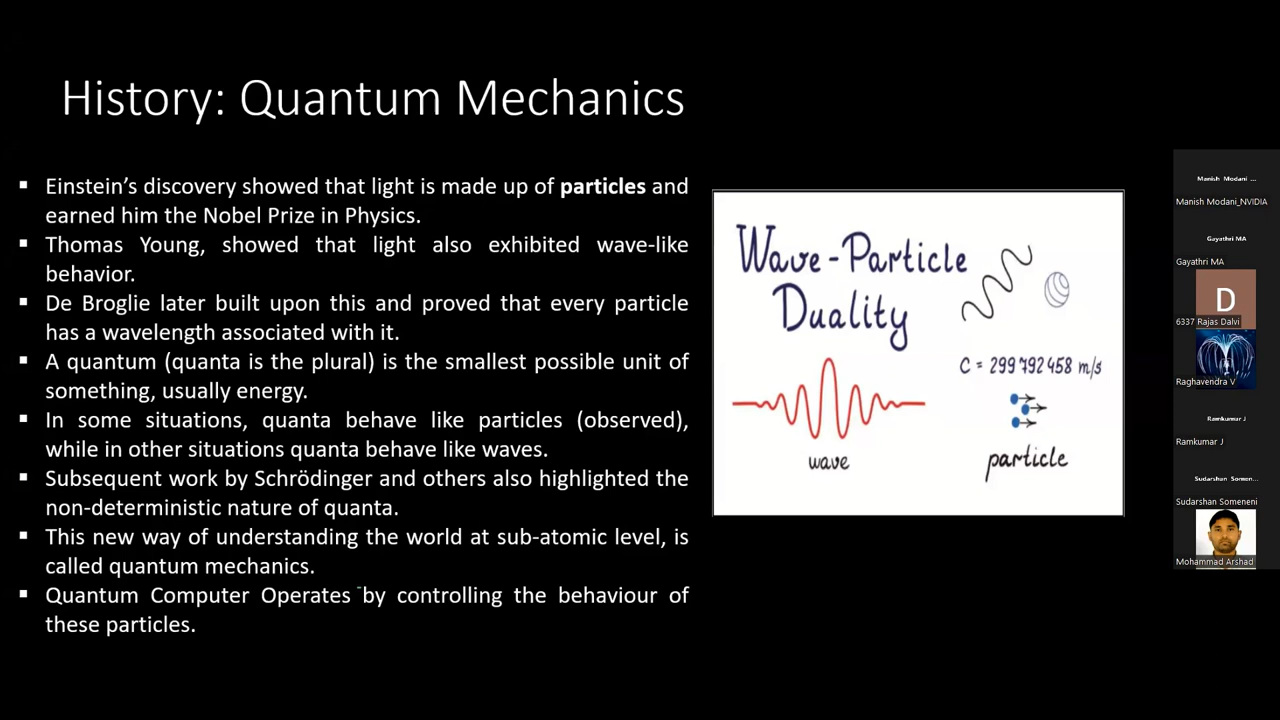 History: Quantum Mechanics
▪ Einstein’s discovery showed that light is made up of particles and
earned him the Nobel Prize in Physics.
▪ Thomas Young, showed that light also exhibited wave-like
behavior.
▪ De Broglie later built upon this and proved that every particle
has a wavelength associated with it.
▪ A quantum (quanta is the plural) is the smallest possible unit of
something, usually energy.
▪ In some situations, quanta behave like particles (observed),
while in other situations quanta behave like waves.
▪ Subsequent work by Schrödinger and others also highlighted the
non-deterministic nature of quanta.
▪ This new way of understanding the world at sub-atomic level, is
called quantum mechanics.
▪ Quantum Computer Operates by controlling the behaviour of
these particles.
Wave-Particle
Duality
C = 299 792 458 m/s
wave
particle
Manish Modani ...
Manish Modani_NVIDIA
Gayathri MA
Gayathri MA
D
6337 Rajas Dalvi
Raghavendra V
Ramkumar J
Ramkumar J
Sudarshan Somen...
Sudarshan Someneni
Mohammad Arshad